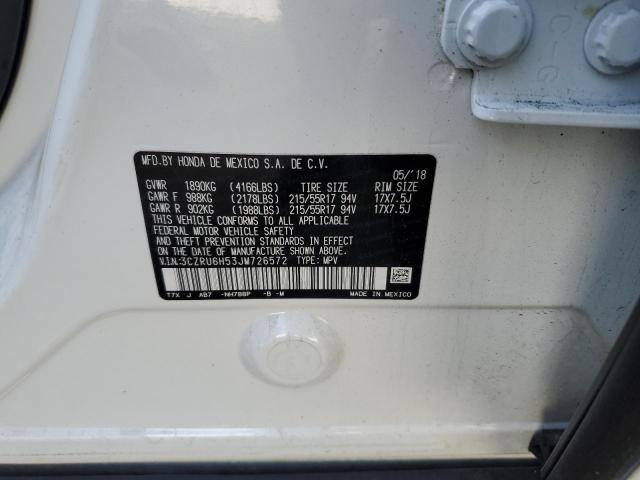 MFD.BY HONDA DE MEXICO S.A. DE C.V.
05/'18
GVWR 1890KG (4166LBS) TIRE SIZE RIM SIZE
GAWR F 988KG (2178LBS) 215/55R17 94V 17X7.5J
GAWR R 902KG (1988LBS) 215/55R17 94V 17X7.5J
THIS VEHICLE CONFORMS TO ALL APPLICABLE
FEDERAL MOTOR VEHICLE SAFETY
AND THEFT PREVENTION STANDARDS IN EFFECT
ON THE DATE OF MANUFACTURE SHOWN ABOVE.
V.I.N:3CZRU6H53JM726572 TYPE: MPV
T7X J AB7 -NH788P -B -M
MADE IN MEXICO
C-G